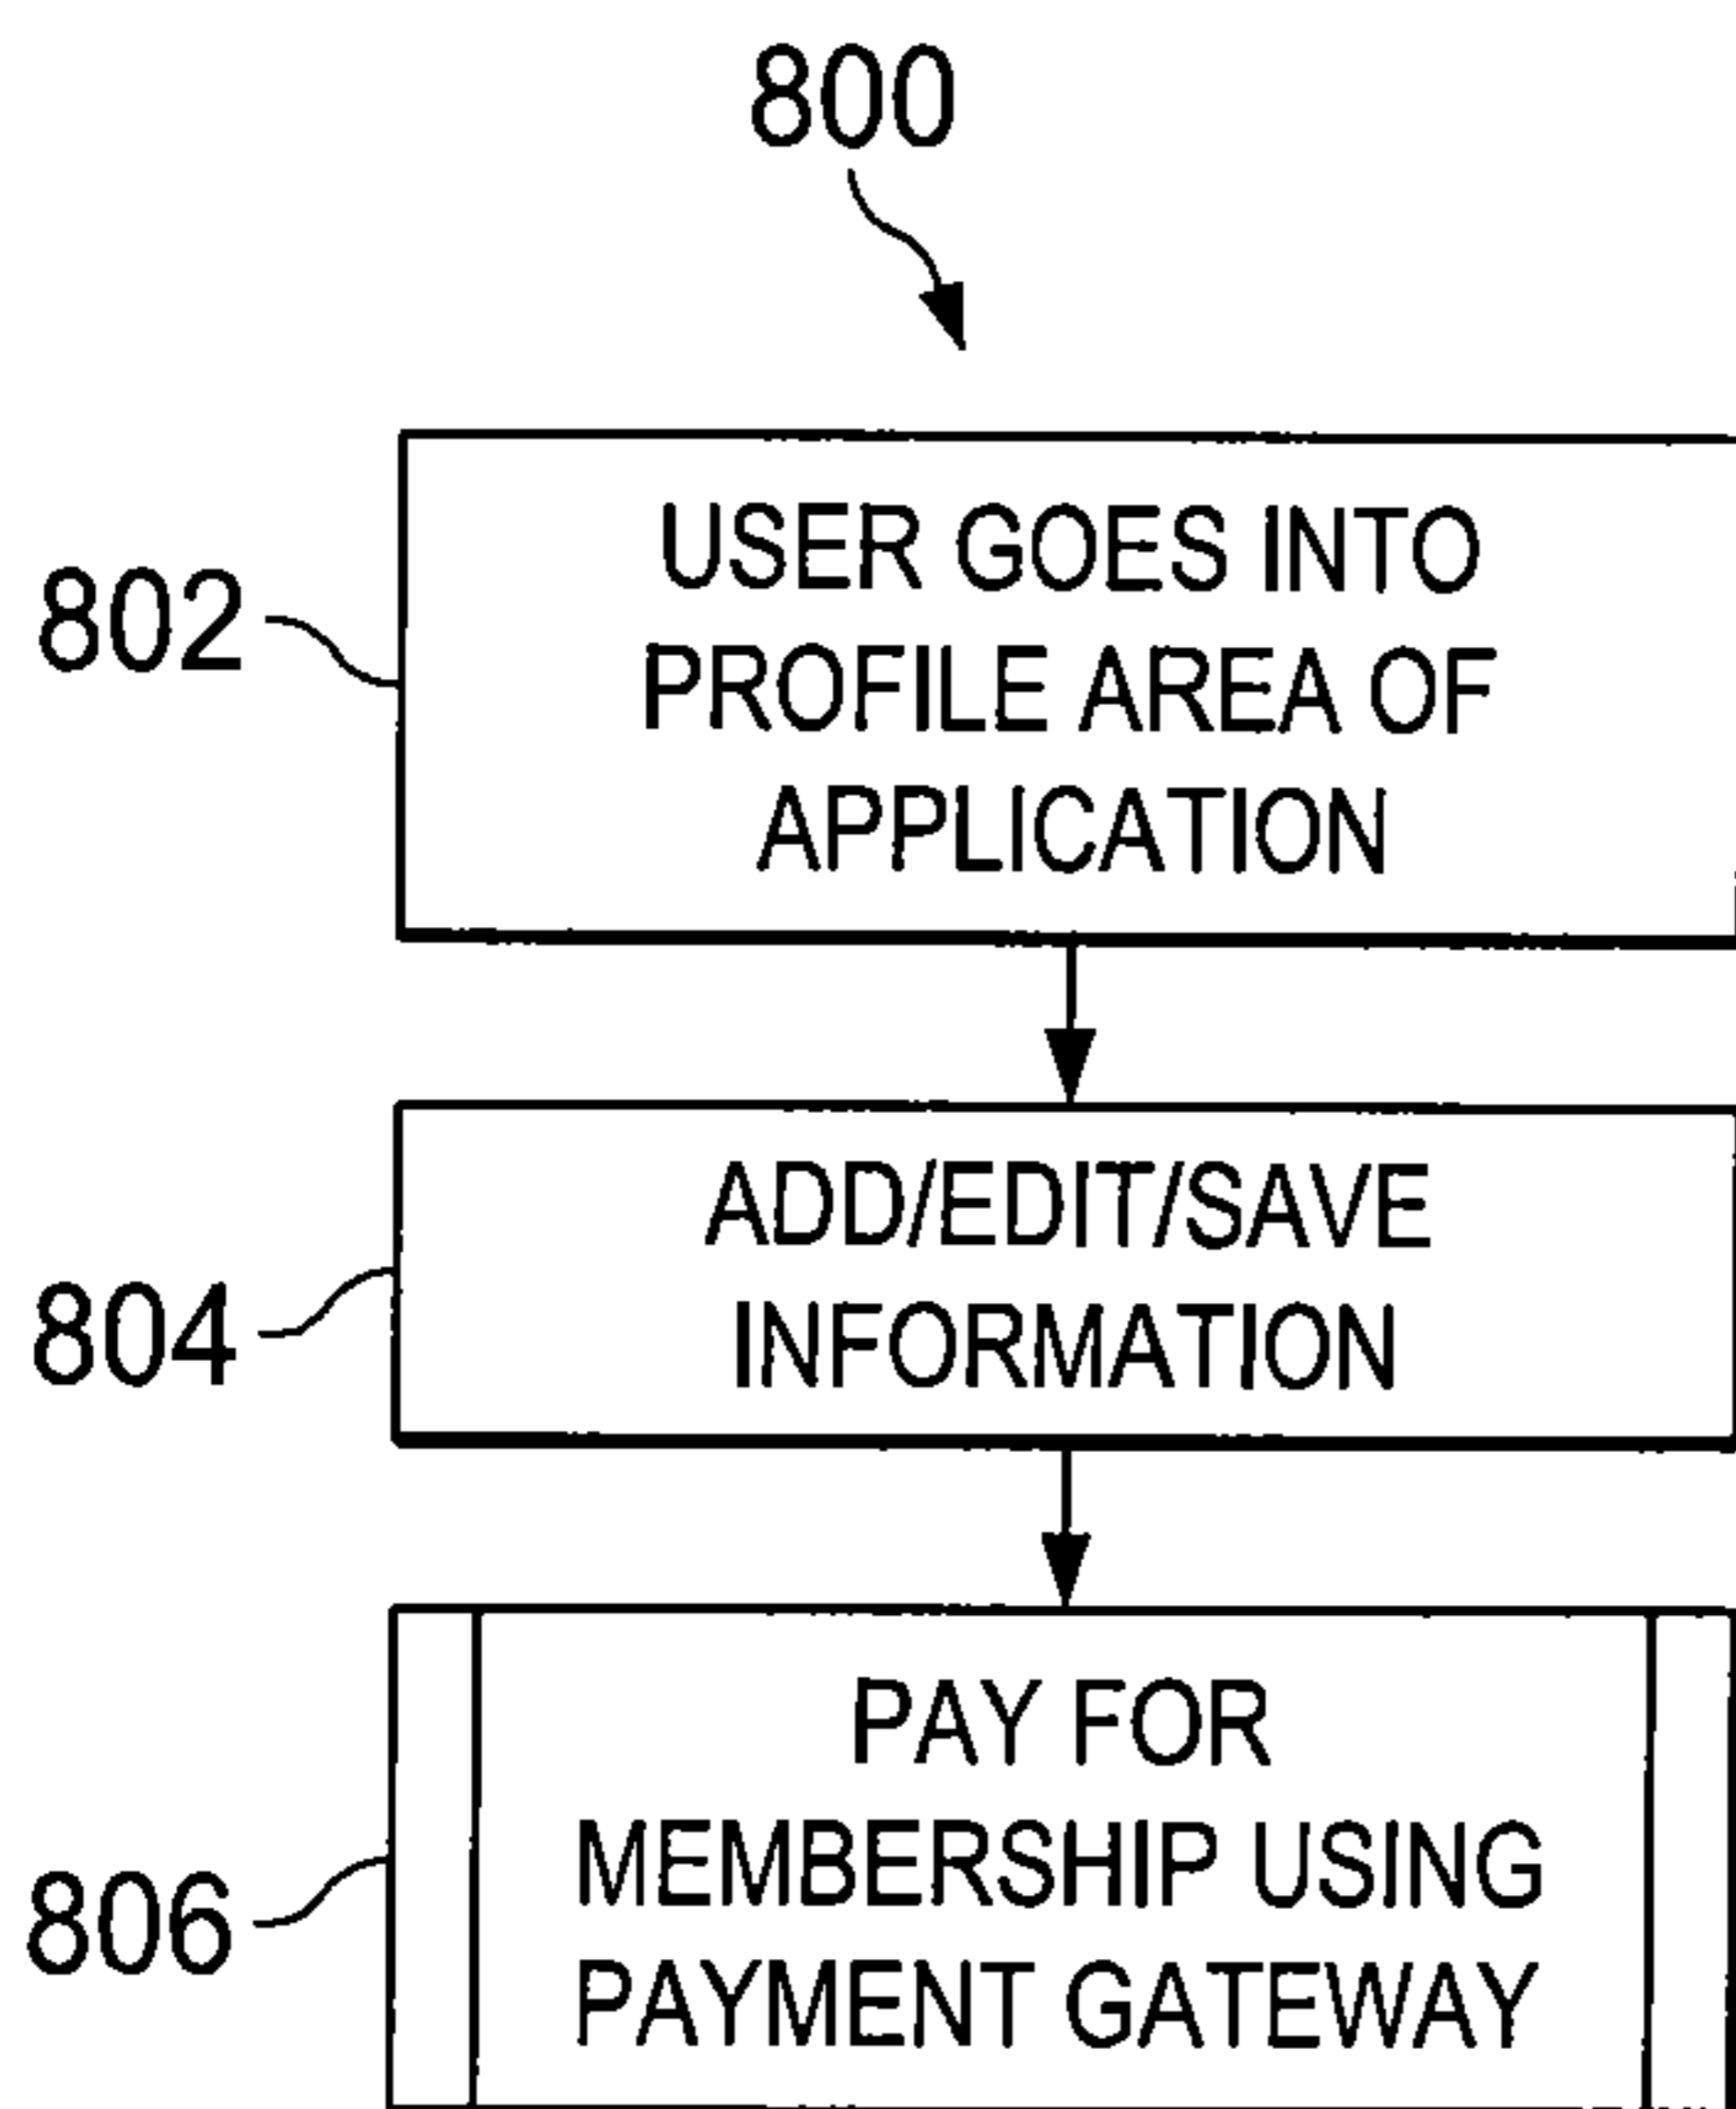 800
802
USER GOES INTO
PROFILE AREA OF
APPLICATION
804
ADD/EDIT/SAVE
INFORMATION
806
PAY FOR
MEMBERSHIP USING
PAYMENT GATEWAY